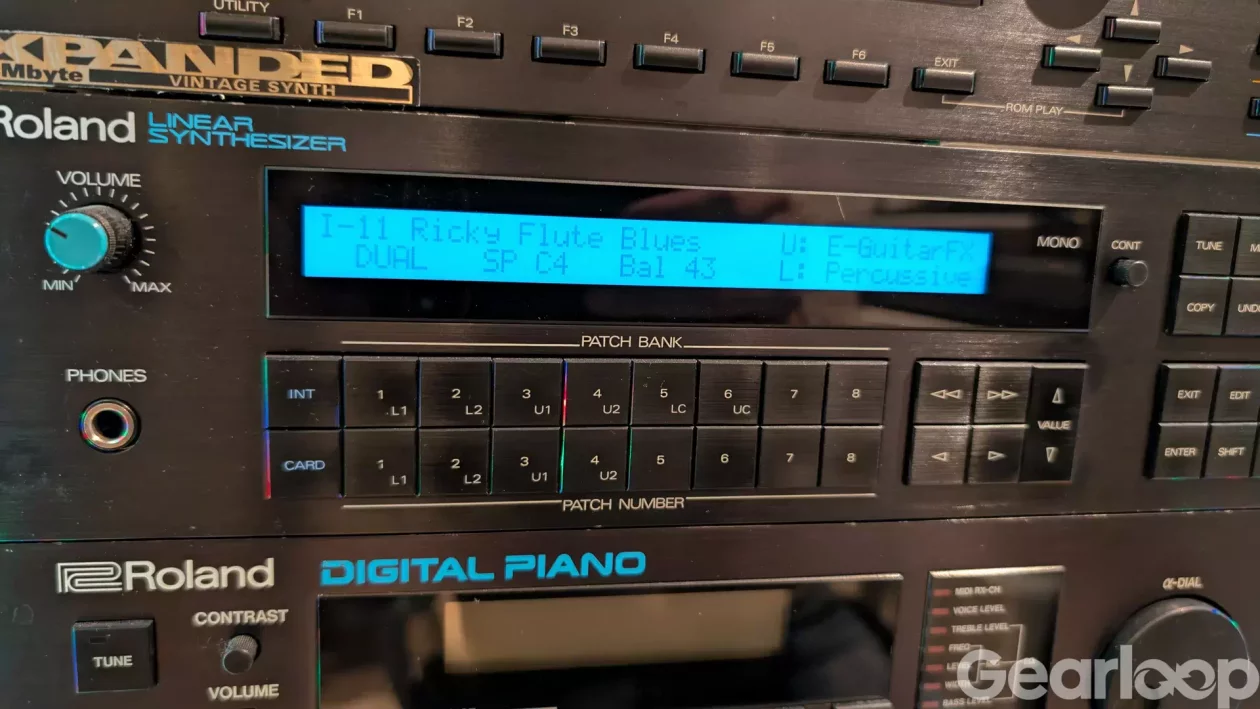 UTILITY F1 F2 F3 F4 F5 F6 EXIT
ROM PLAY
XPANDED
Mbyte
VINTAGE SYNTH
Roland LINEAR
SYNTHESIZER
VOLUME
MIN MAX
I-11 Ricky Flute Blues U: E-GuitarFX
DUAL SP C4 Bal 43 L: Percussive
MONO CONT
TUNE
COPY
PHONES
PATCH BANK
INT 1 L1 2 L2 3 U1 4 U2 5 LC 6 UC 7 8
CARD 1 L1 2 L2 3 U1 4 U2 5 6 7 8
PATCH NUMBER
VALUE
EXIT EDIT
ENTER SHIFT
Roland DIGITAL PIANO
TUNE
CONTRAST
VOLUME
MIDI RX-CH
VOICE LEVEL
TREBLE LEVEL
BASS LEVEL
α-DIAL
Gearloop